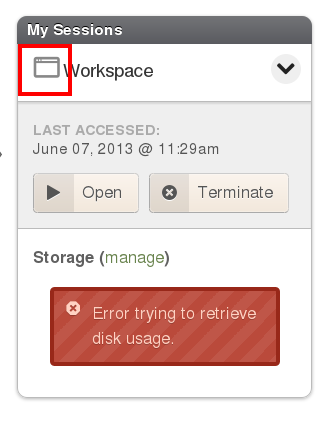 My Sessions
Workspace
LAST ACCESSED:
June 07, 2013 @ 11:29am
Open
Terminate
Storage (manage)
Error trying to retrieve
disk usage.